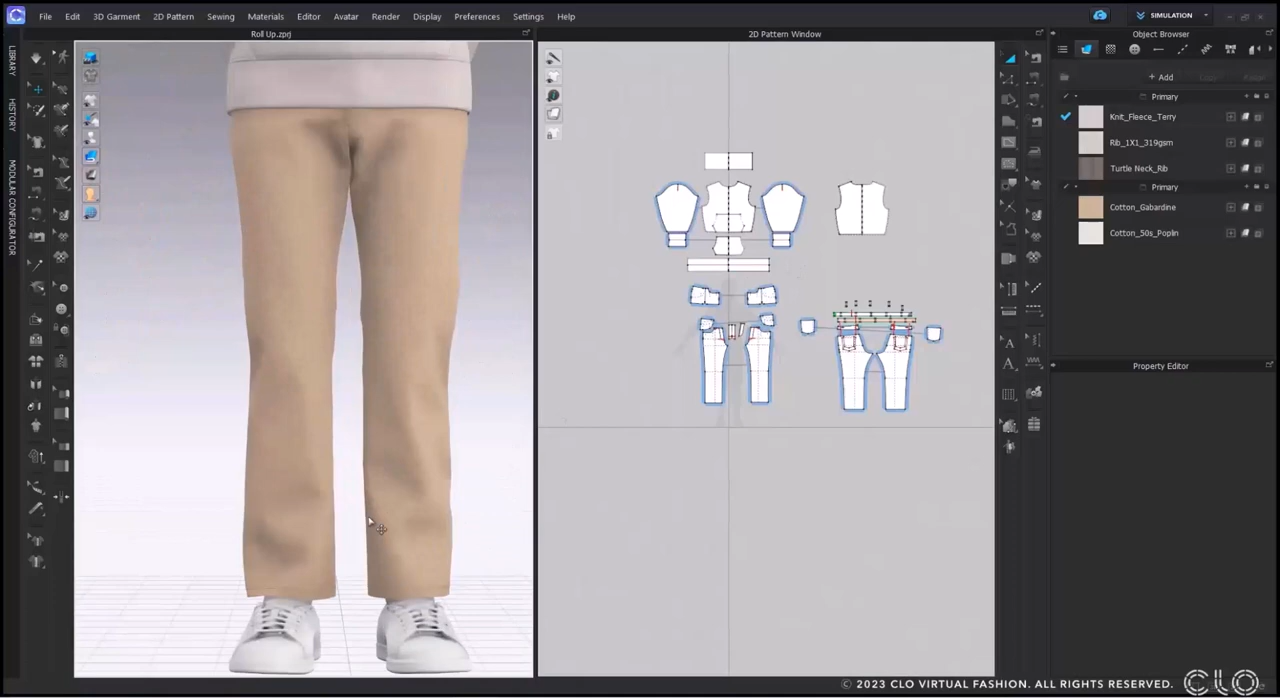 File Edit 3D Garment 2D Pattern Sewing Materials Editor Avatar Render Display Preferences Settings Help
SIMULATION
Roll Up.zprj
2D Pattern Window
Object Browser
LIBRARY
HISTORY
MODULAR CONFIGURATOR
+ Add
Primary
Knit_Fleece_Terry
Rib_1X1_319gsm
Turtle Neck_Rib
Primary
Cotton_Gabardine
Cotton_50s_Poplin
Property Editor
© 2023 CLO VIRTUAL FASHION. ALL RIGHTS RESERVED. CLO